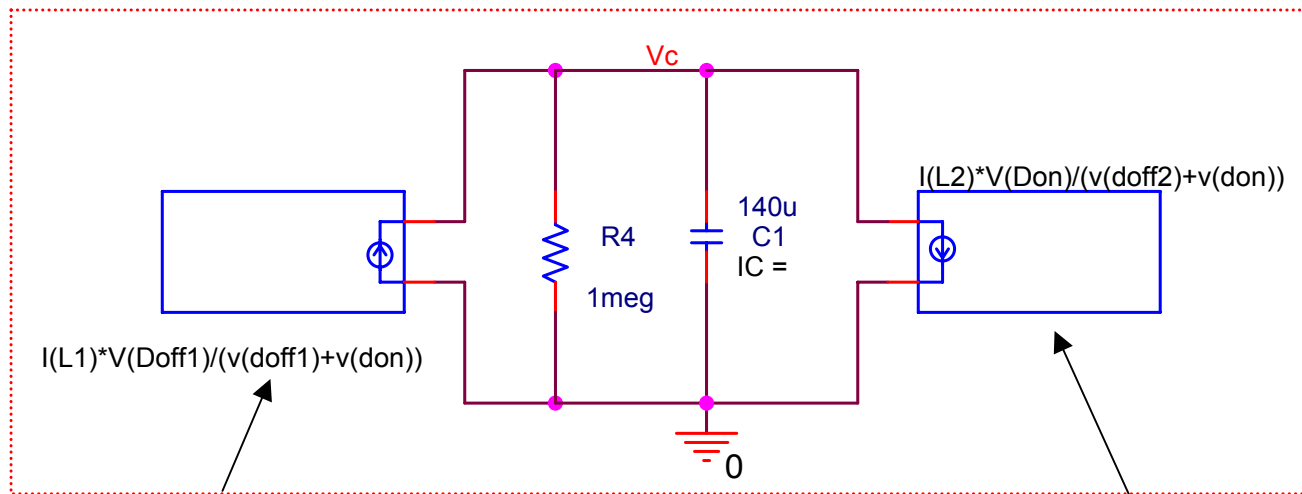 Vc
I(L2)*V(Don)/(v(doff2)+v(don))
140u
R4
C1
IC =
1meg
I(L1)*V(Doff1)/(v(doff1)+v(don))
0